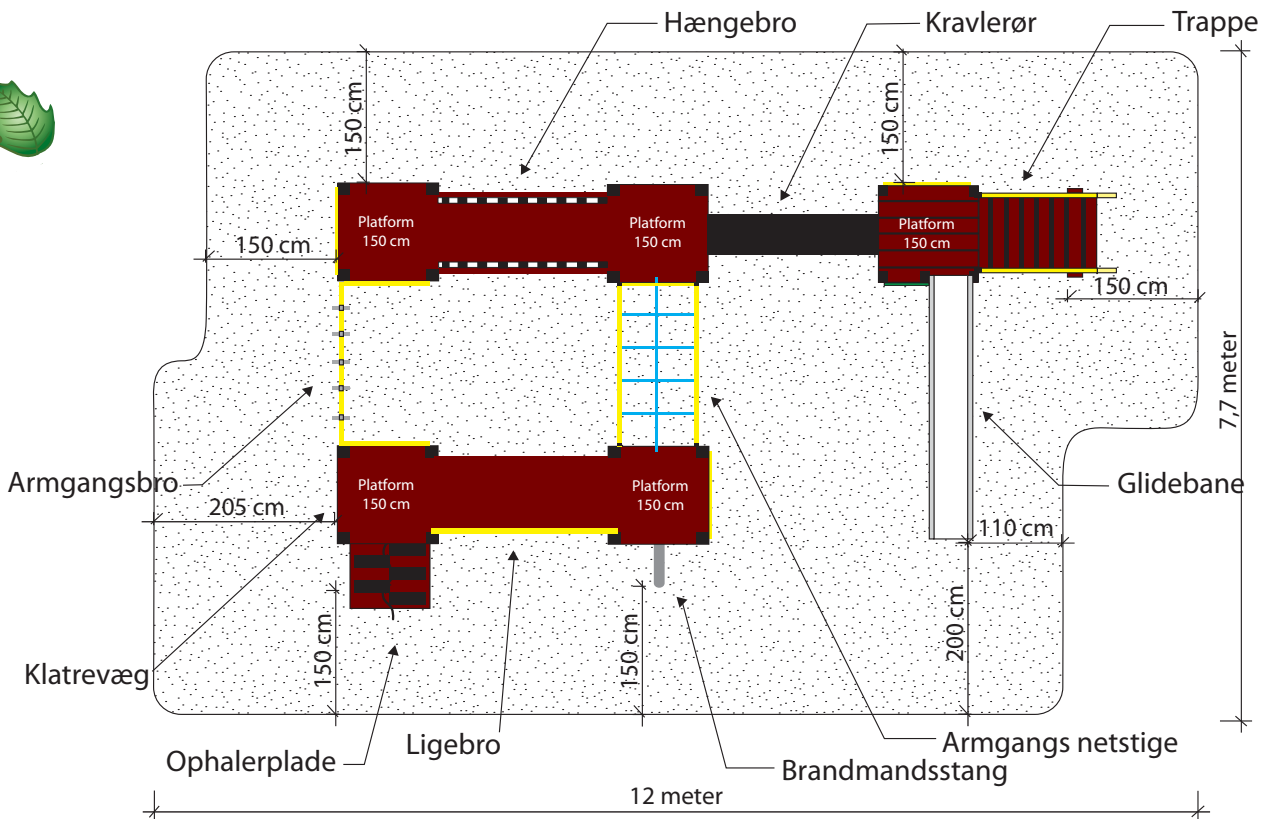 Hængebro
Kravlerør
Trappe
150 cm
150 cm
Platform
150 cm
Platform
150 cm
Platform
150 cm
150 cm
150 cm
7,7 meter
Armgangsbro
205 cm
Platform
150 cm
Platform
150 cm
Glidebane
110 cm
200 cm
150 cm
150 cm
Klatrevæg
Ophalerplade
Ligebro
Armgangs netstige
Brandmandsstang
12 meter